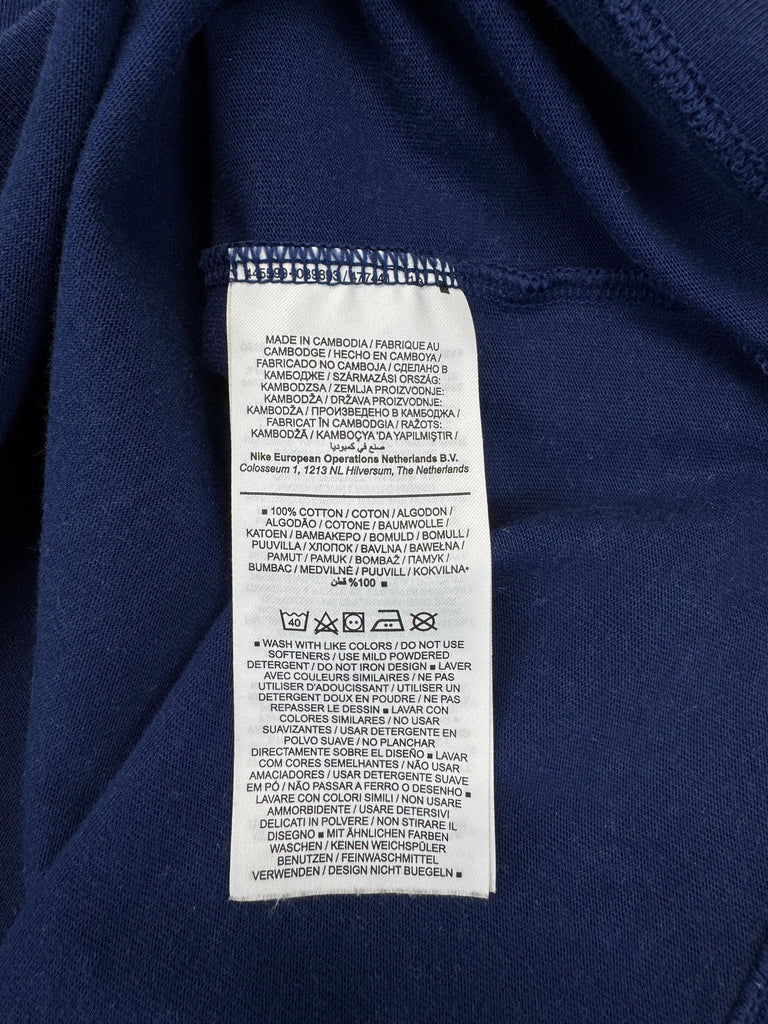 MADE IN CAMBODIA / FABRIQUE AU
CAMBODGE / HECHO EN CAMBOYA /
FABRICADO NO CAMBOJA / СДЕЛАНО В
КАМБОДЖЕ / SZÁRMAZÁSI ORSZÁG:
KAMBODZSA / ZEMLJA PROIZVODNJE:
KAMBODŽA / DRŽAVA PROIZVODNJE:
KAMBODŽA / ПРОИЗВЕДЕНО В КАМБОДЖА /
FABRICAT ÎN CAMBODGIA / RAŽOTS:
KAMBODŽĀ / KAMBOÇYA 'DA YAPILMIŞTIR /
صنع في كمبوديا
Nike European Operations Netherlands B.V.
Colosseum 1, 1213 NL Hilversum, The Netherlands
■ 100% COTTON / COTON / ALGODON /
ALGODÃO / COTONE / BAUMWOLLE /
KATOEN / ΒΑΜΒΑΚΕΡΟ / BOMULD / BOMULL /
PUUVILLA / ХЛОПОК / BAVLNA / BAWEŁNA /
PAMUT / PAMUK / BOMBAŽ / ПАМУК /
BUMBAC / MEDVILNĖ / PUUVILL / KOKVILNA•
100% قطن ■
40
■ WASH WITH LIKE COLORS / DO NOT USE
SOFTENERS / USE MILD POWDERED
DETERGENT / DO NOT IRON DESIGN ■ LAVER
AVEC COULEURS SIMILAIRES / NE PAS
UTILISER D'ADOUCISSANT / UTILISER UN
DETERGENT DOUX EN POUDRE / NE PAS
REPASSER LE DESSIN ■ LAVAR CON
COLORES SIMILARES / NO USAR
SUAVIZANTES / USAR DETERGENTE EN
POLVO SUAVE / NO PLANCHAR
DIRECTAMENTE SOBRE EL DISEÑO ■ LAVAR
COM CORES SEMELHANTES / NÃO USAR
AMACIADORES / USAR DETERGENTE SUAVE
EM PÓ / NÃO PASSAR A FERRO O DESENHO ■
LAVARE CON COLORI SIMILI / NON USARE
AMMORBIDENTE / USARE DETERSIVI
DELICATI IN POLVERE / NON STIRARE IL
DISEGNO ■ MIT ÄHNLICHEN FARBEN
WASCHEN / KEINEN WEICHSPÜLER
BENUTZEN / FEINWASCHMITTEL
VERWENDEN / DESIGN NICHT BUEGELN ■